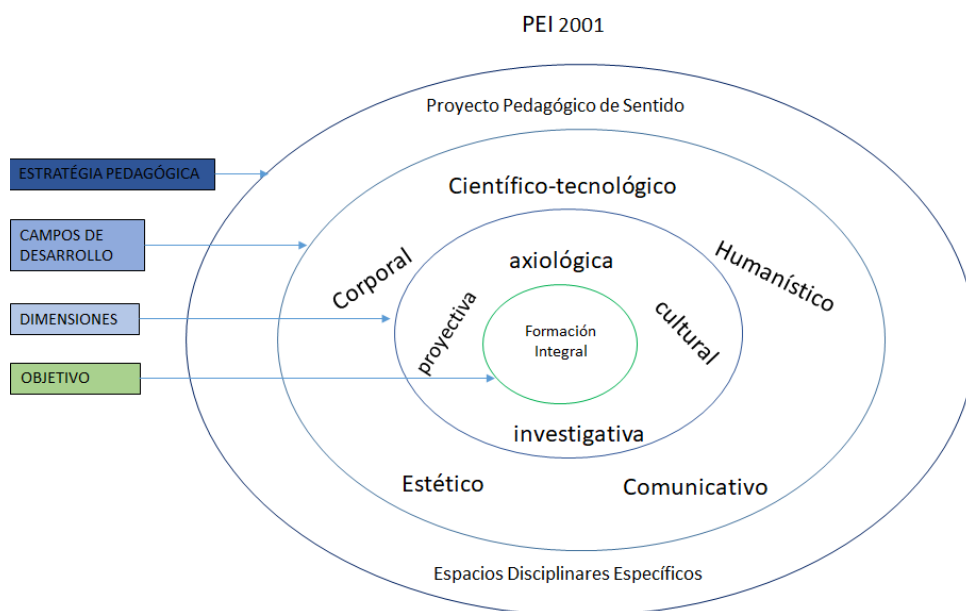 PEI 2001
Proyecto Pedagógico de Sentido
ESTRATÉGIA PEDAGÓGICA
Científico-tecnológico
CAMPOS DE
DESARROLLO
Corporal
Humanístico
axiológica
DIMENSIONES
proyectiva
cultural
Formación
Integral
OBJETIVO
investigativa
Estético
Comunicativo
Espacios Disciplinares Específicos